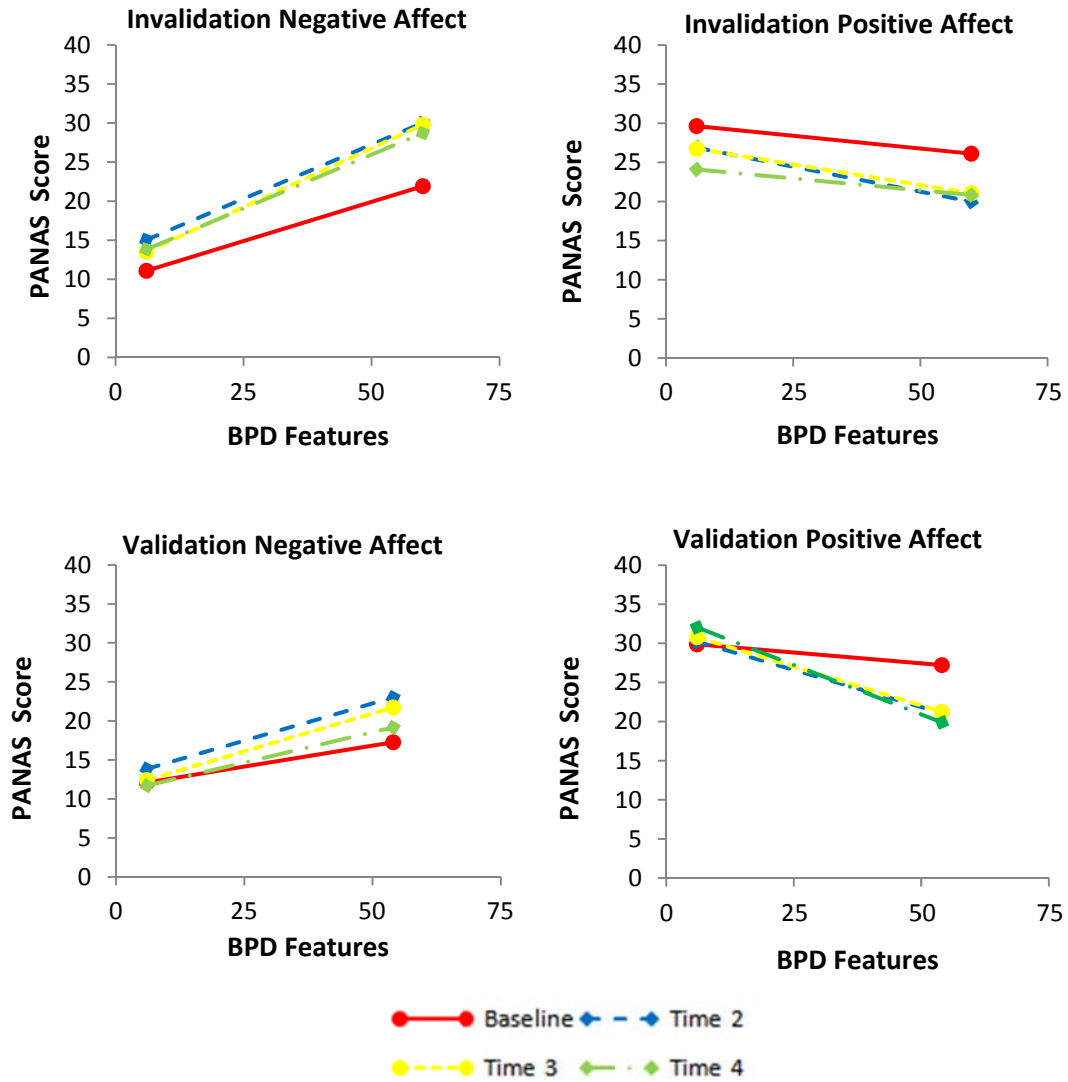 Invalidation Negative Affect
40
35
30
25
20
15
10
5
0
PANAS Score
0 25 50 75
BPD Features
Invalidation Positive Affect
40
35
30
25
20
15
10
5
0
PANAS Score
0 25 50 75
BPD Features
Validation Negative Affect
40
35
30
25
20
15
10
5
0
PANAS Score
0 25 50 75
BPD Features
Validation Positive Affect
40
35
30
25
20
15
10
5
0
PANAS Score
0 25 50 75
BPD Features
Baseline Time 2
Time 3 Time 4